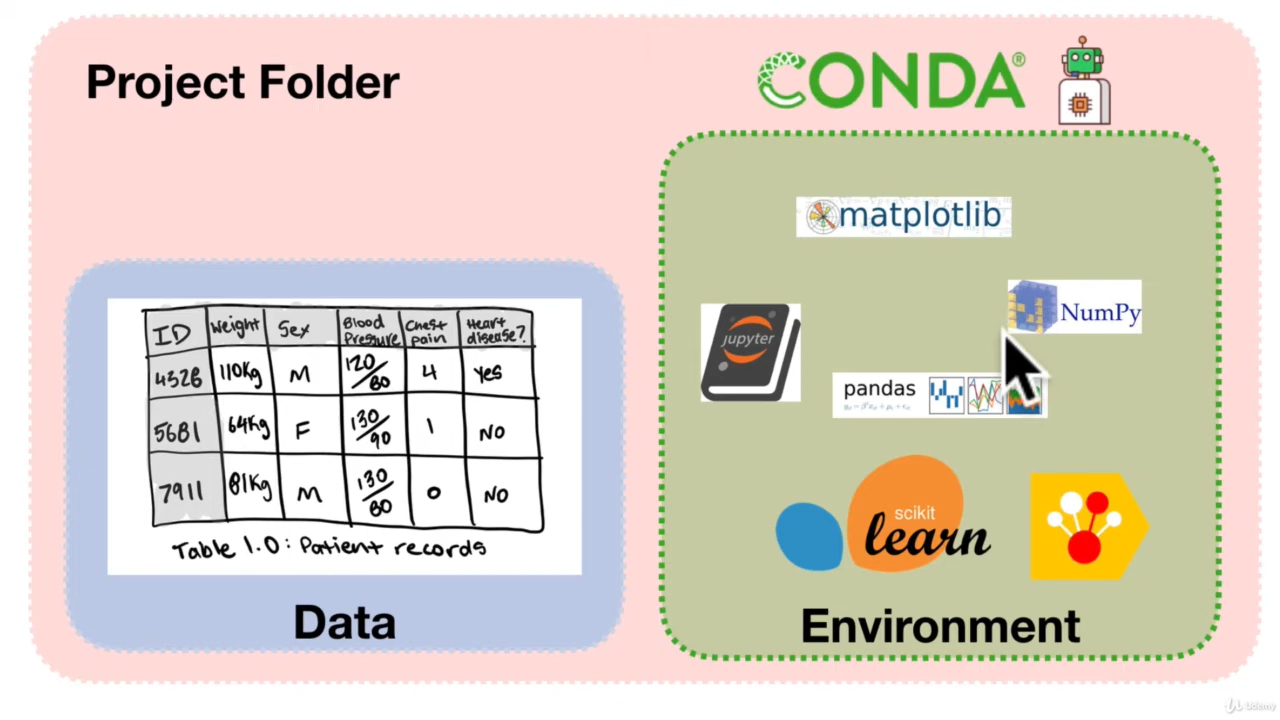 Project Folder
CONDA®
matplotlib
NumPy
jupyter
pandas
scikit
learn
ID Weight Sex Blood Pressure Chest pain Heart disease?
4328 110Kg M 120/80 4 Yes
5681 64Kg F 130/90 1 NO
7911 81Kg M 130/80 0 NO
Table 1.0: Patient records
Data
Environment
Udemy